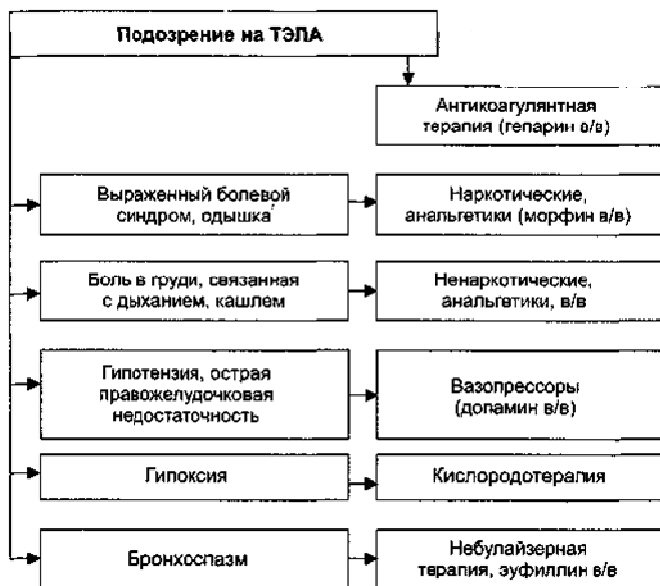 Подозрение на ТЭЛА
Антикоагулянтная
терапия (гепарин в/в)
Выраженный болевой
синдром, одышка
Наркотические,
анальгетики (морфин в/в)
Боль в груди, связанная
с дыханием, кашлем
Ненаркотические,
анальгетики, в/в
Гипотензия, острая
правожелудочковая
недостаточность
Вазопрессоры
(допамин в/в)
Гипоксия
Кислородотерапия
Бронхоспазм
Небулайзерная
терапия, эуфиллин в/в